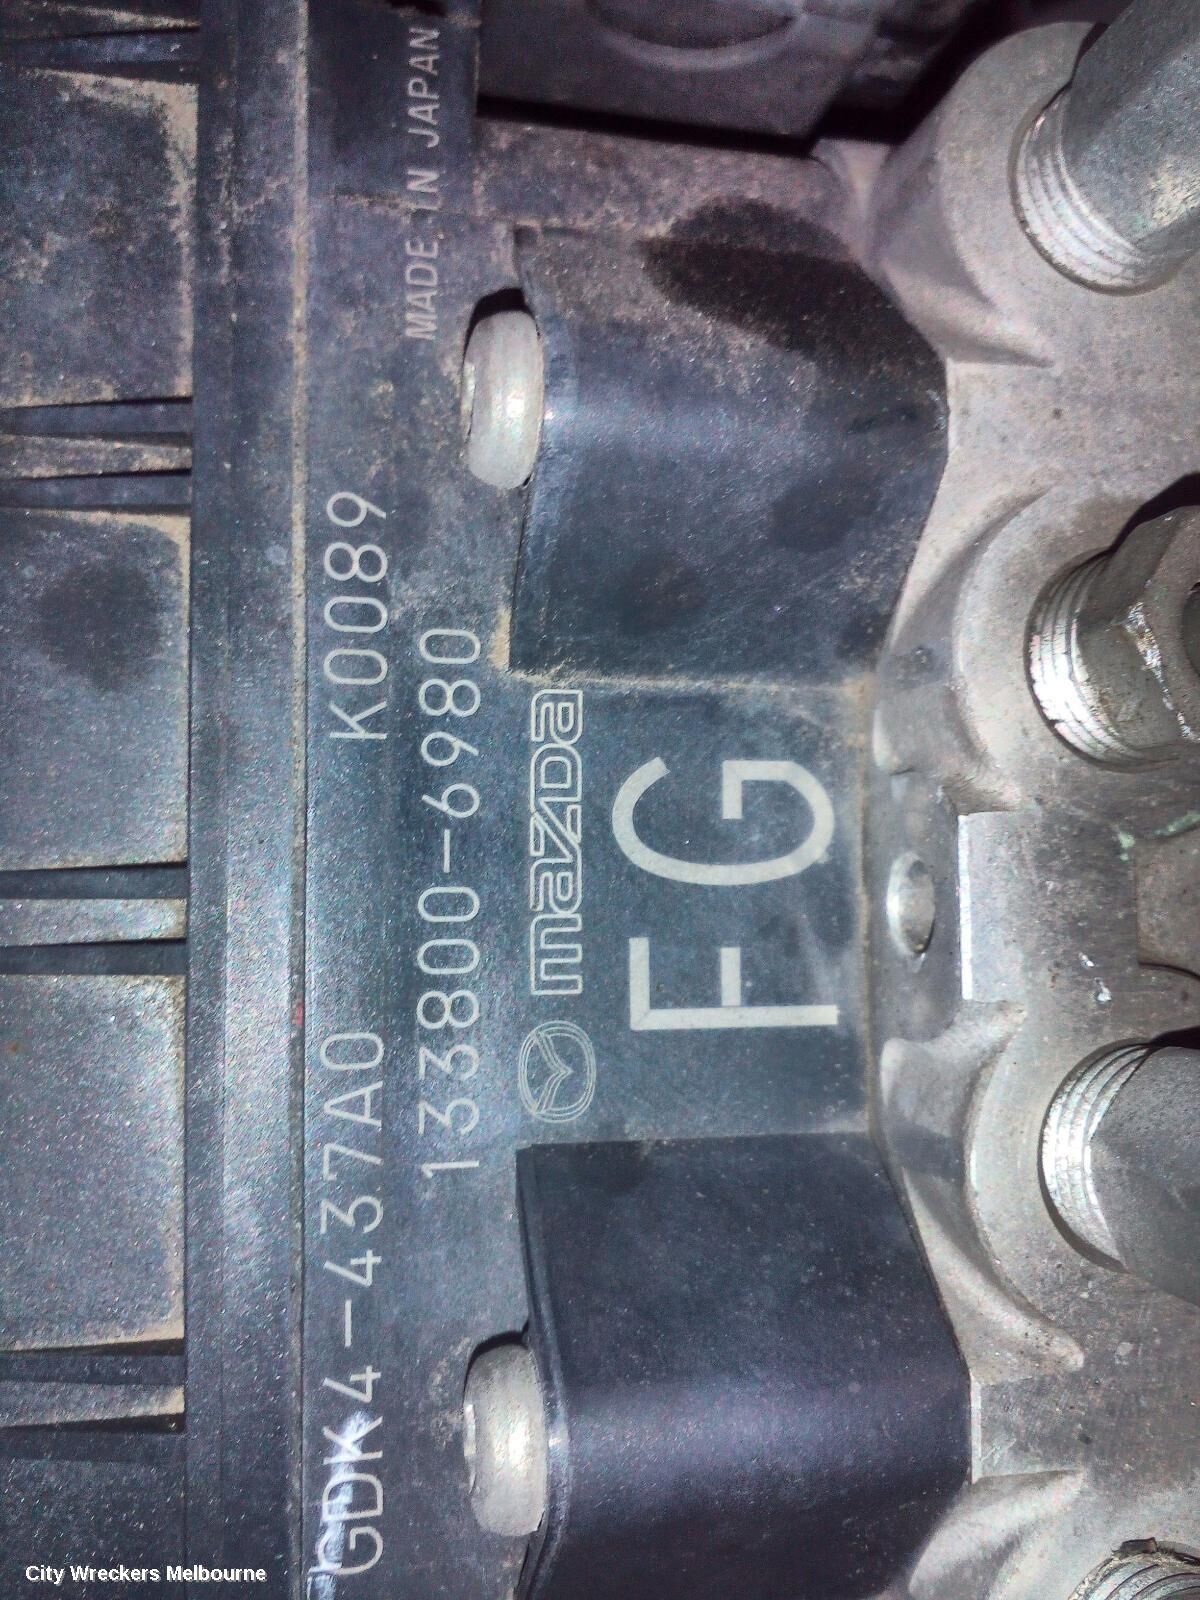 GDK4-437A0 K0089
MADE IN JAPAN
133800-6980
mazDa
FG
City Wreckers Melbourne